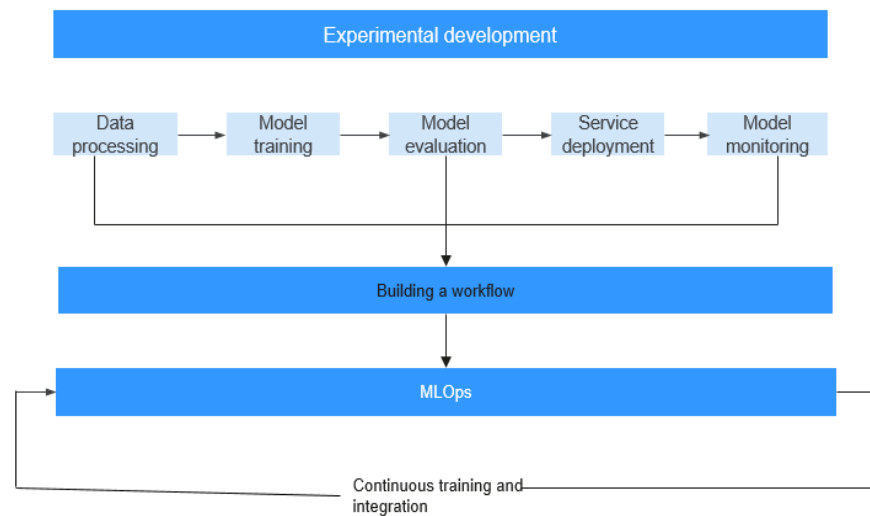 Experimental development
Data
processing
Model
training
Model
evaluation
Service
deployment
Model
monitoring
Building a workflow
MLOps
Continuous training and
integration